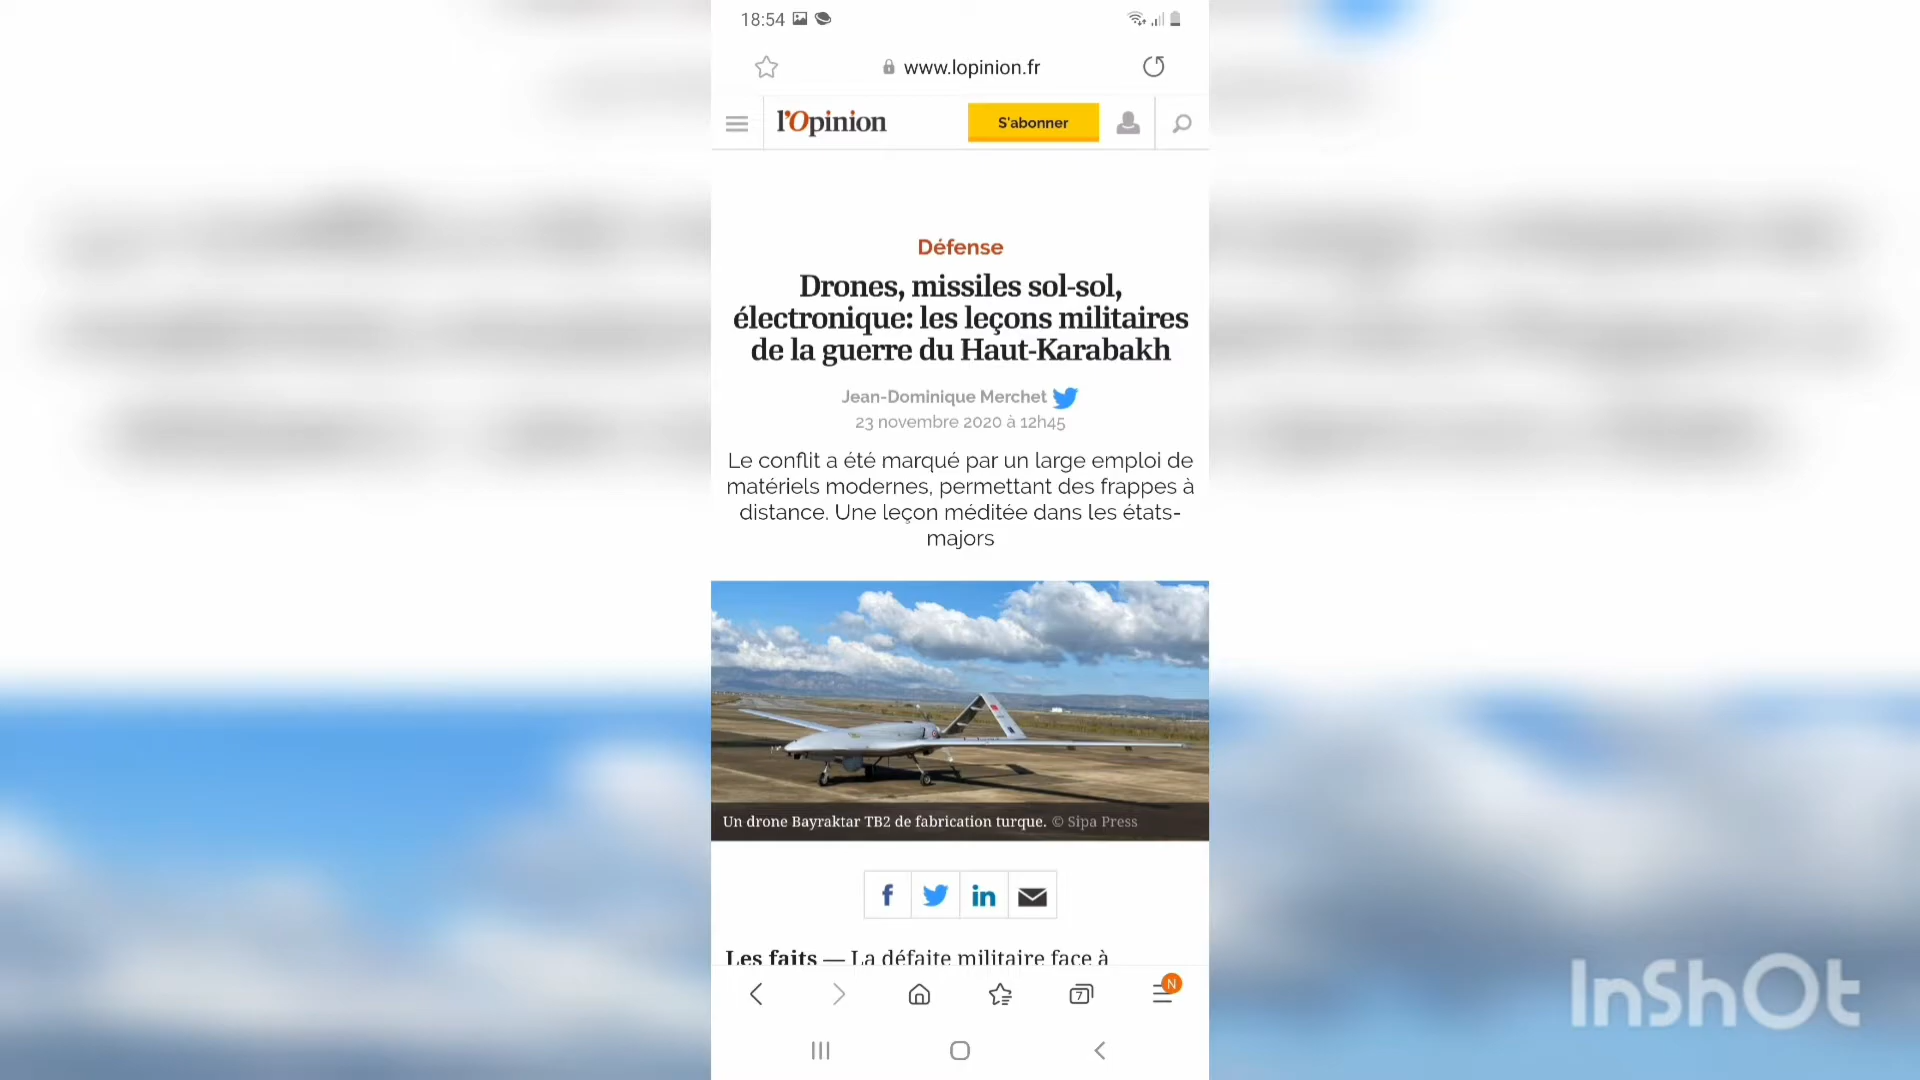 18:54
www.lopinion.fr
l'Opinion
S'abonner
Défense
Drones, missiles sol-sol,
électronique: les leçons militaires
de la guerre du Haut-Karabakh
Jean-Dominique Merchet
23 novembre 2020 à 12h45
Le conflit a été marqué par un large emploi de
matériels modernes, permettant des frappes à
distance. Une leçon méditée dans les états-
majors
Un drone Bayraktar TB2 de fabrication turque. © Sipa Press
f
in
Les faits — La défaite militaire face à
7
N
InShOt